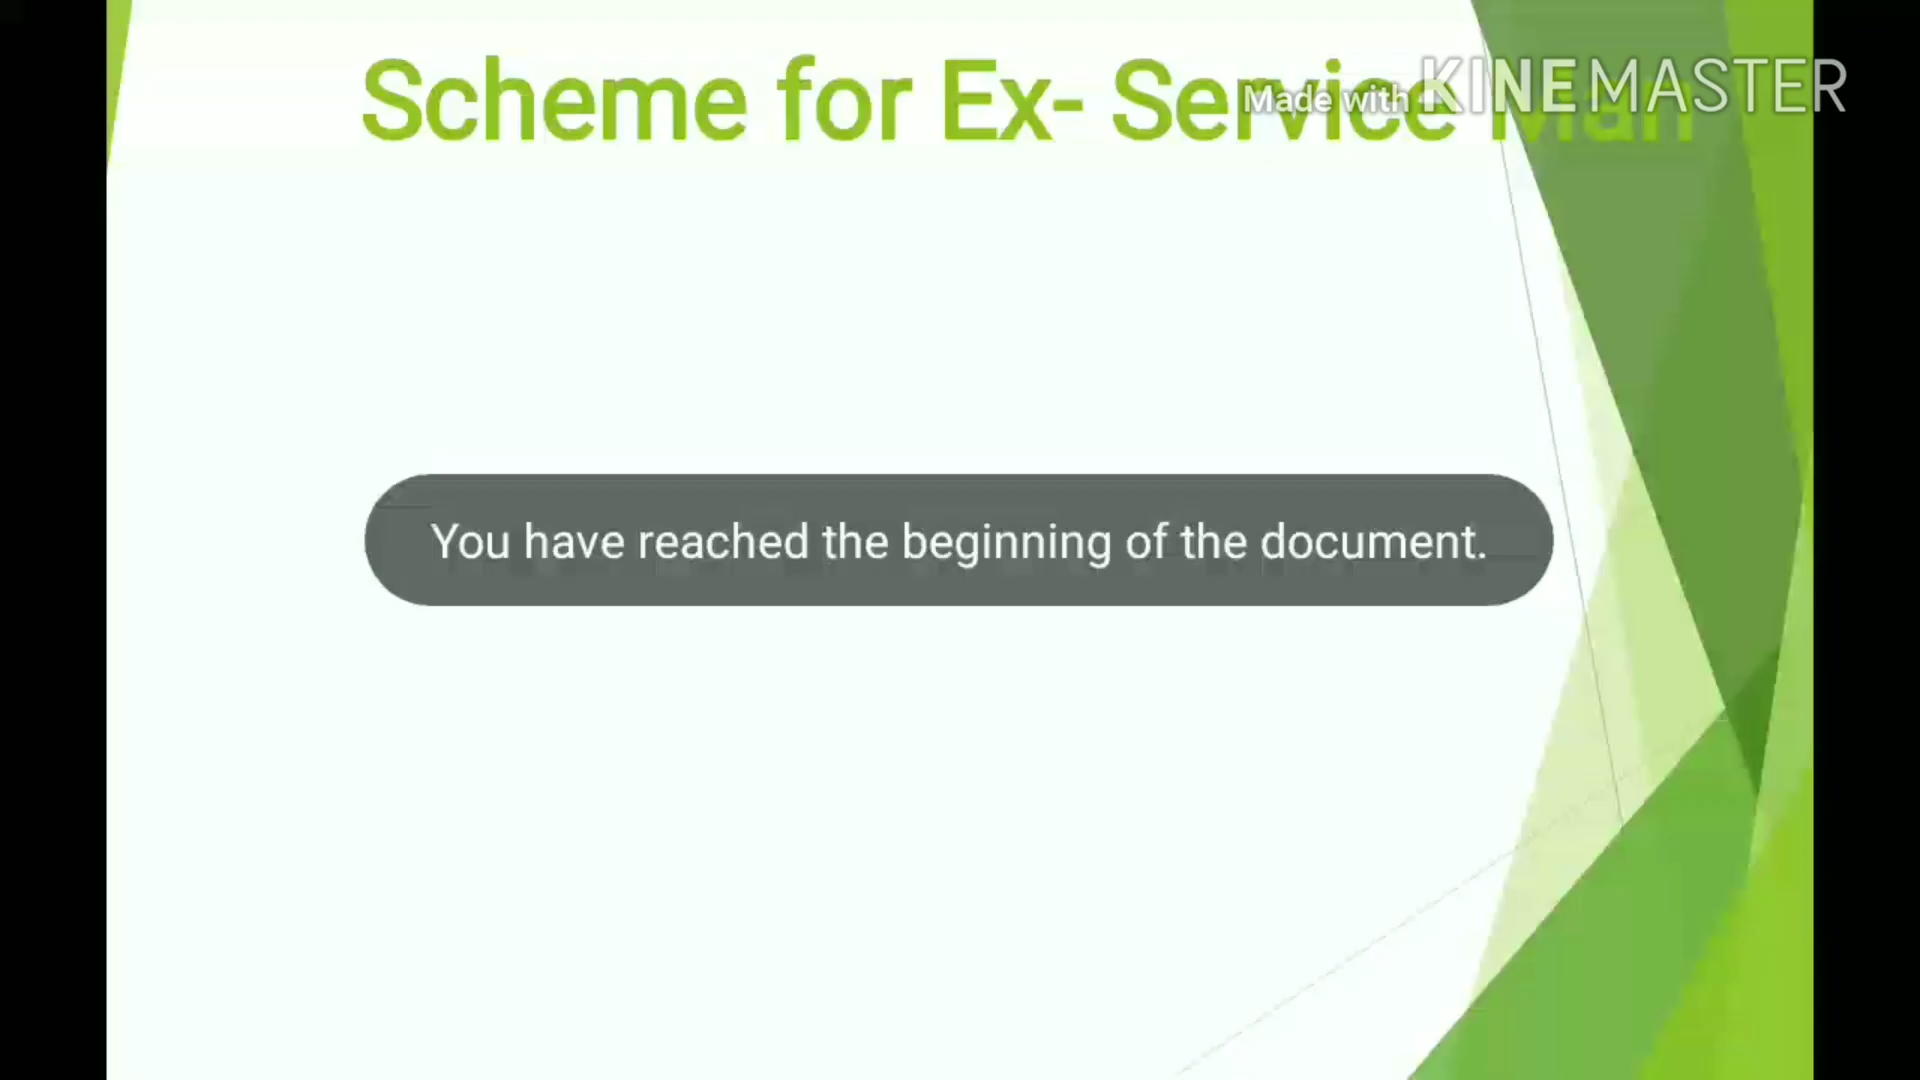 Scheme for Ex- Service Man
Made with KINEMASTER
You have reached the beginning of the document.